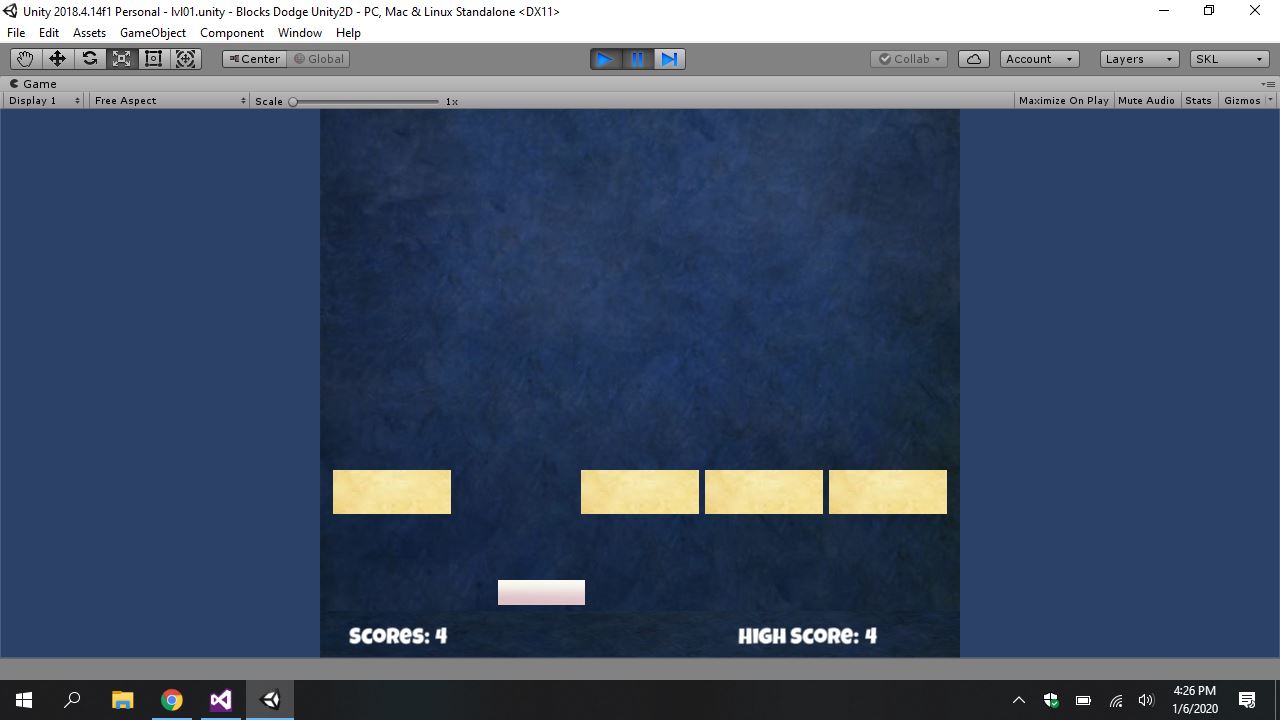 Unity 2018.4.14f1 Personal - lvl01.unity - Blocks Dodge Unity2D - PC, Mac & Linux Standalone <DX11>
File Edit Assets GameObject Component Window Help
Center Global Collab Account Layers SKL
Game
Display 1 Free Aspect Scale 1x Maximize On Play Mute Audio Stats Gizmos
Scores: 4 High Score: 4
4:26 PM
1/6/2020